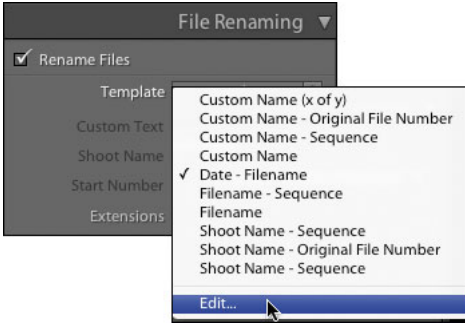 File Renaming ▼
✓ Rename Files
Template
Custom Text
Shoot Name
Start Number
Extensions
Custom Name (x of y)
Custom Name - Original File Number
Custom Name - Sequence
Custom Name
✓ Date - Filename
Filename - Sequence
Filename
Shoot Name - Sequence
Shoot Name - Original File Number
Shoot Name - Sequence
Edit...